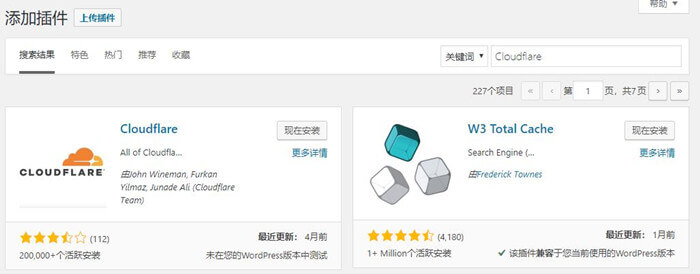 帮助 ▼
添加插件 上传插件
搜索结果 特色 热门 推荐 收藏 关键词 ▼ Cloudflare
227个项目 « ‹ 第 1 页，共7页 › »
Cloudflare 现在安装
All of Cloudfla... 更多详情
由John Wineman, Furkan
Yilmaz, Junade Ali (Cloudflare
Team)
CLOUDFLARE
(112) 最近更新： 4月前
200,000+个活跃安装 未在您的WordPress版本中测试
W3 Total Cache 现在安装
Search Engine (... 更多详情
由Frederick Townes
(4,180) 最近更新： 1月前
1+ Million个活跃安装 ✓ 该插件兼容于您当前使用的WordPress版本